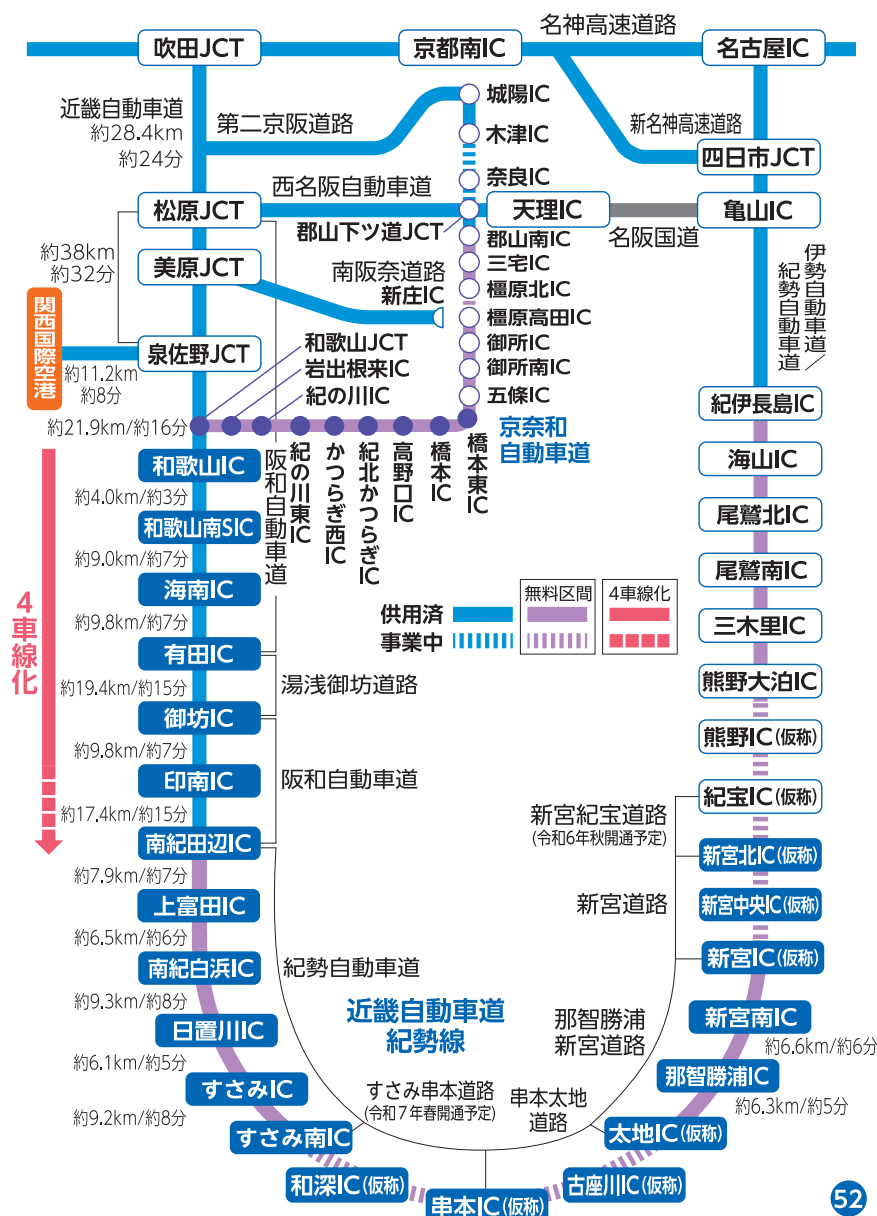 名神高速道路
吹田JCT
京都南IC
名古屋IC
近畿自動車道
約28.4km
約24分
第二京阪道路
城陽IC
木津IC
奈良IC
新名神高速道路
四日市JCT
西名阪自動車道
松原JCT
天理IC
亀山IC
名阪国道
郡山下ツ道JCT
郡山南IC
三宅IC
橿原北IC
橿原高田IC
御所IC
御所南IC
五條IC
約38km
約32分
美原JCT
南阪奈道路
新庄IC
伊勢自動車道/
紀勢自動車道
関西国際空港
泉佐野JCT
約11.2km
約8分
和歌山JCT
岩出根来IC
紀の川IC
約21.9km/約16分
紀の川東IC
かつらぎ西IC
紀北かつらぎIC
高野口IC
橋本IC
橋本東IC
京奈和
自動車道
紀伊長島IC
海山IC
尾鷲北IC
尾鷲南IC
三木里IC
熊野大泊IC
熊野IC(仮称)
紀宝IC(仮称)
和歌山IC
約4.0km/約3分
和歌山南SIC
約9.0km/約7分
海南IC
約9.8km/約7分
有田IC
約19.4km/約15分
御坊IC
約9.8km/約7分
印南IC
約17.4km/約15分
南紀田辺IC
約7.9km/約7分
上富田IC
約6.5km/約6分
南紀白浜IC
約9.3km/約8分
日置川IC
約6.1km/約5分
すさみIC
約9.2km/約8分
すさみ南IC
和深IC(仮称)
串本IC(仮称)
古座川IC(仮称)
太地IC(仮称)
那智勝浦IC
約6.3km/約5分
新宮南IC
約6.6km/約6分
新宮IC(仮称)
新宮中央IC(仮称)
新宮北IC(仮称)
4車線化
阪和自動車道
湯浅御坊道路
阪和自動車道
紀勢自動車道
近畿自動車道
紀勢線
すさみ串本道路
(令和7年春開通予定)
串本太地
道路
那智勝浦
新宮道路
新宮道路
新宮紀宝道路
(令和6年秋開通予定)
無料区間
4車線化
供用済
事業中
52